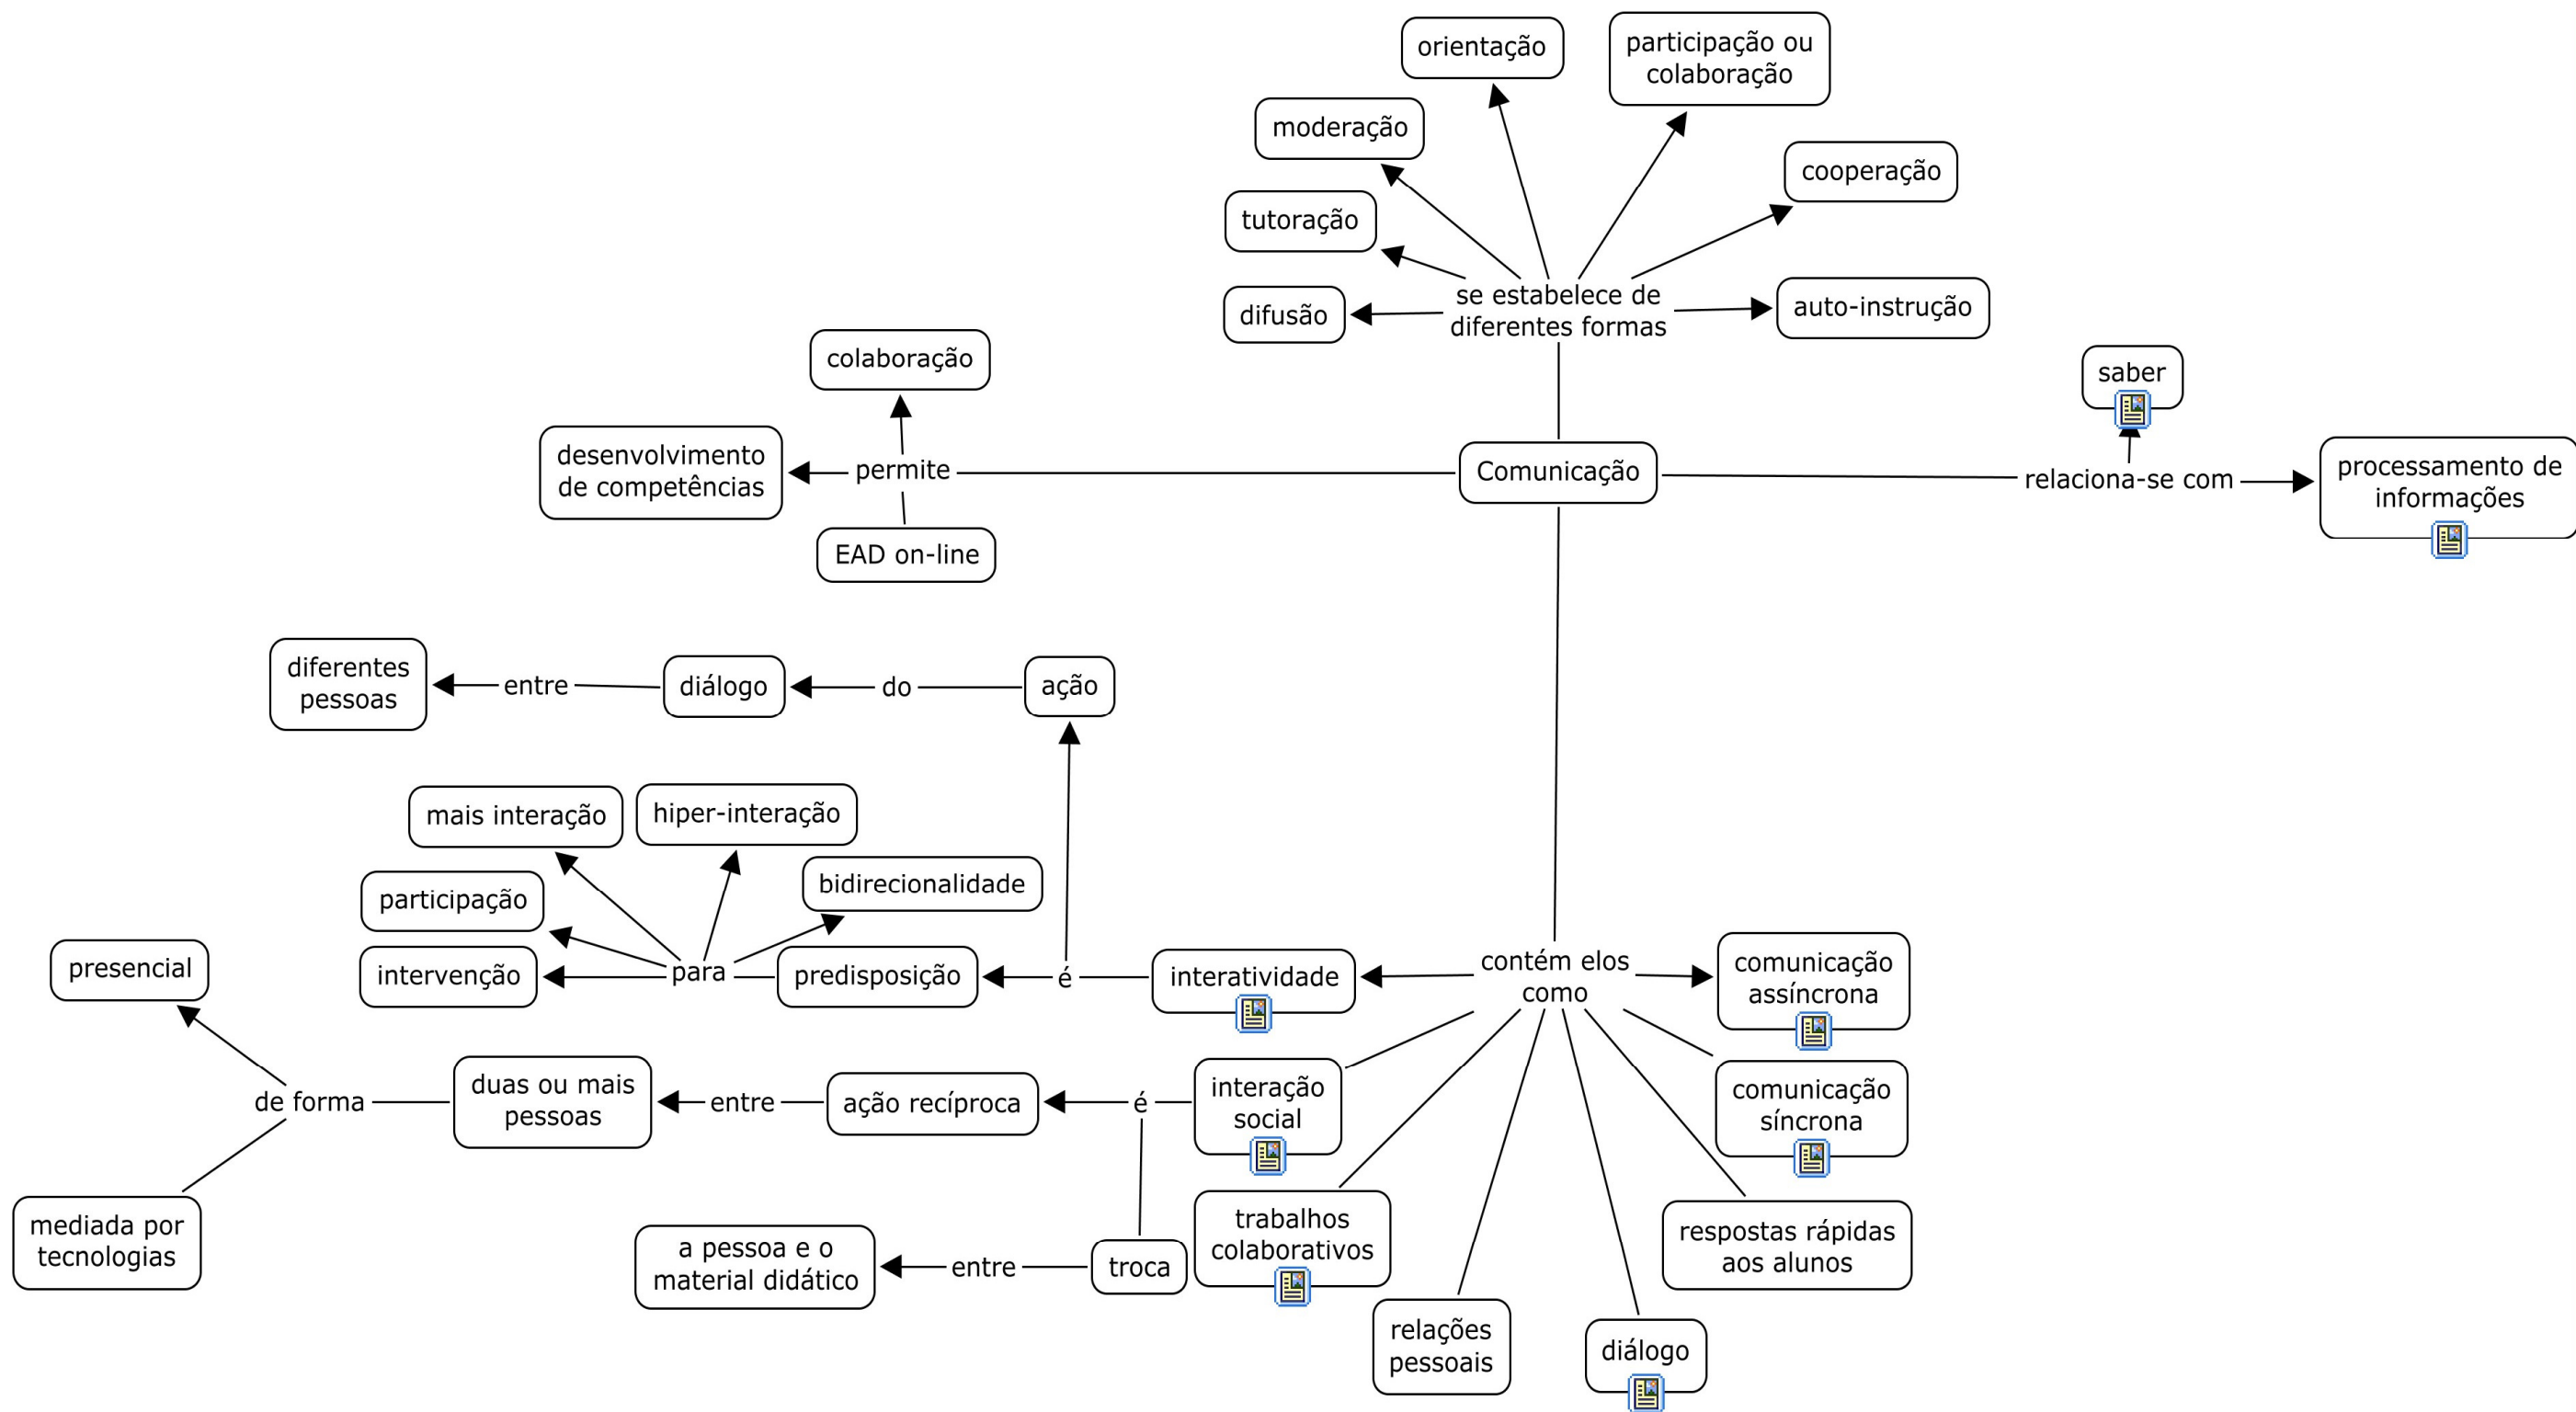 orientação
participação ou
colaboração
moderação
cooperação
tutoração
se estabelece de
diferentes formas
difusão
auto-instrução
colaboração
saber
desenvolvimento
de competências
permite
Comunicação
relaciona-se com
processamento de
informações
EAD on-line
diferentes
pessoas
entre
diálogo
do
ação
mais interação
hiper-interação
participação
bidirecionalidade
presencial
intervenção
para
predisposição
é
interatividade
contém elos
como
comunicação
assíncrona
de forma
duas ou mais
pessoas
entre
ação recíproca
é
interação
social
comunicação
síncrona
mediada por
tecnologias
a pessoa e o
material didático
entre
troca
trabalhos
colaborativos
respostas rápidas
aos alunos
relações
pessoais
diálogo